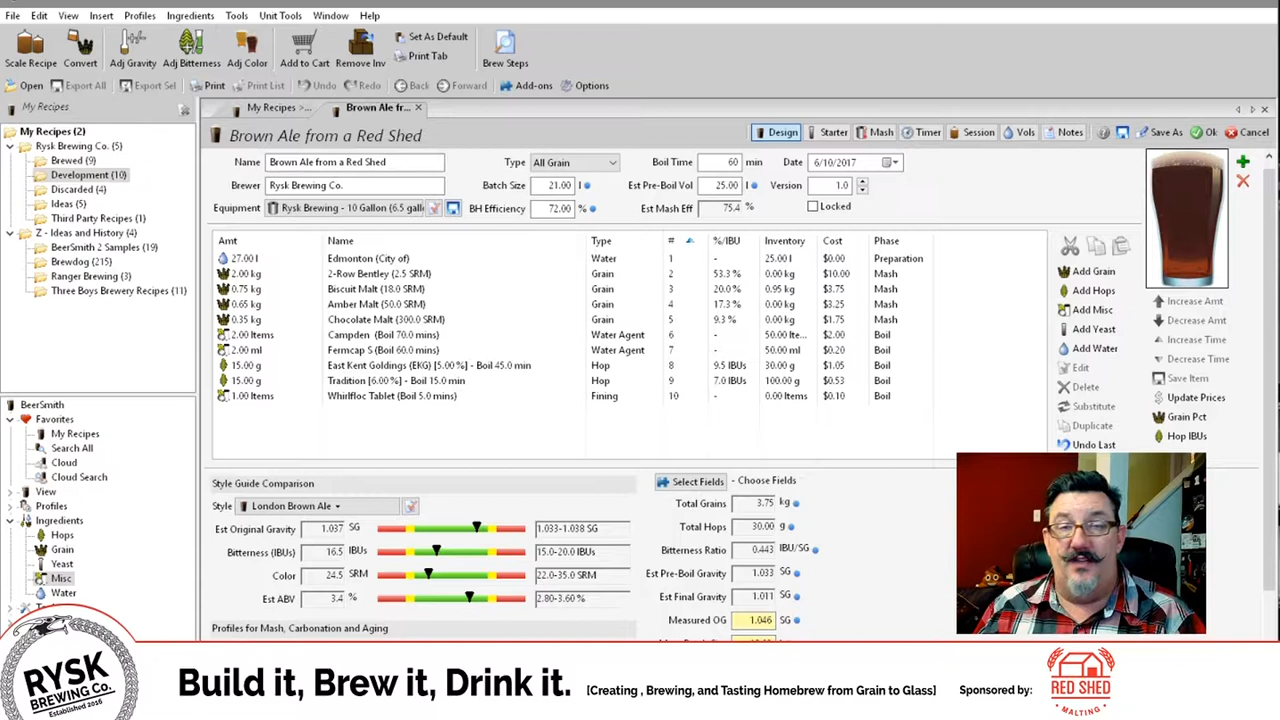 File Edit View Insert Profiles Ingredients Tools Unit Tools Window Help
Scale Recipe Convert Adj Gravity Adj Bitterness Adj Color Add to Cart Remove Inv Set As Default Print Tab Brew Steps
Open Export All Export Sel Print Print List Undo Redo Back Forward Add-ons Options
My Recipes
My Recipes >... Brown Ale fr...
My Recipes (2)
Rysk Brewing Co. (5)
Brewed (9)
Development (10)
Discarded (4)
Ideas (5)
Third Party Recipes (1)
Z - Ideas and History (4)
BeerSmith 2 Samples (19)
Brewdog (215)
Ranger Brewing (3)
Three Boys Brewery Recipes (11)
BeerSmith
Favorites
My Recipes
Search All
Cloud
Cloud Search
View
Profiles
Ingredients
Hops
Grain
Yeast
Misc
Water
Brown Ale from a Red Shed
Design Starter Mash Timer Session Vols Notes Save As Ok Cancel
Name Brown Ale from a Red Shed Type All Grain Boil Time 60 min Date 6/10/2017
Brewer Rysk Brewing Co. Batch Size 21.00 l Est Pre-Boil Vol 25.00 l Version 1.0
Equipment Rysk Brewing - 10 Gallon (6.5 gall BH Efficiency 72.00 % Est Mash Eff 75.4 % Locked
Amt Name Type # %/IBU Inventory Cost Phase
27.00 l Edmonton (City of) Water 1 - 25.00 l $0.00 Preparation
2.00 kg 2-Row Bentley (2.5 SRM) Grain 2 53.3 % 0.00 kg $10.00 Mash
0.75 kg Biscuit Malt (18.0 SRM) Grain 3 20.0 % 0.95 kg $3.75 Mash
0.65 kg Amber Malt (50.0 SRM) Grain 4 17.3 % 0.00 kg $3.25 Mash
0.35 kg Chocolate Malt (300.0 SRM) Grain 5 9.3 % 0.00 kg $1.75 Mash
2.00 Items Campden (Boil 70.0 mins) Water Agent 6 - 50.00 Ite... $2.00 Boil
2.00 ml Fermcap S (Boil 60.0 mins) Water Agent 7 - 50.00 ml $0.20 Boil
15.00 g East Kent Goldings (EKG) [5.00 %] - Boil 45.0 min Hop 8 9.5 IBUs 30.00 g $1.05 Boil
15.00 g Tradition [6.00 %] - Boil 15.0 min Hop 9 7.0 IBUs 100.00 g $0.53 Boil
1.00 Items Whirlfloc Tablet (Boil 5.0 mins) Fining 10 - 0.00 Items $0.10 Boil
Add Grain
Add Hops
Add Misc
Add Yeast
Add Water
Edit
Delete
Substitute
Duplicate
Undo Last
Increase Amt
Decrease Amt
Increase Time
Decrease Time
Save Item
Update Prices
Grain Pct
Hop IBUs
Style Guide Comparison
Style London Brown Ale
Est Original Gravity 1.037 SG 1.033-1.038 SG
Bitterness (IBUs) 16.5 IBUs 15.0-20.0 IBUs
Color 24.5 SRM 22.0-35.0 SRM
Est ABV 3.4 % 2.80-3.60 %
Profiles for Mash, Carbonation and Aging
Select Fields - Choose Fields
Total Grains 3.75 kg
Total Hops 30.00 g
Bitterness Ratio 0.443 IBU/SG
Est Pre-Boil Gravity 1.033 SG
Est Final Gravity 1.011 SG
Measured OG 1.046 SG
RYSK
BREWING CO.
Established 2016
Build it, Brew it, Drink it. [Creating , Brewing, and Tasting Homebrew from Grain to Glass] Sponsored by:
RED SHED
MALTING